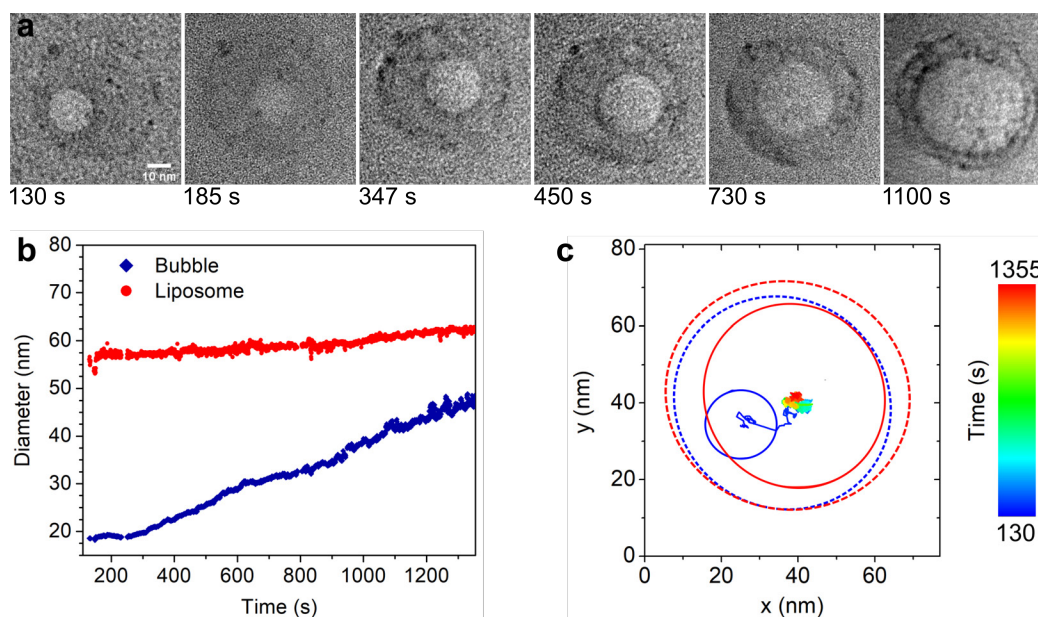 a
10 nm
130 s 185 s 347 s 450 s 730 s 1100 s
b
Bubble
Liposome
80
70
60
50
40
30
20
Diameter (nm)
200 400 600 800 1000 1200
Time (s)
c
80
60
40
20
0
y (nm)
0 20 40 60
x (nm)
1355
Time (s)
130